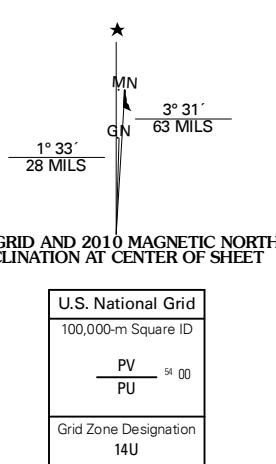 ★
MN
3° 31´
63 MILS
GN
1° 33´
28 MILS
GRID AND 2010 MAGNETIC NORTH
CLINATION AT CENTER OF SHEET
U.S. National Grid
100,000-m Square ID
PV
54 00
PU
Grid Zone Designation
14U